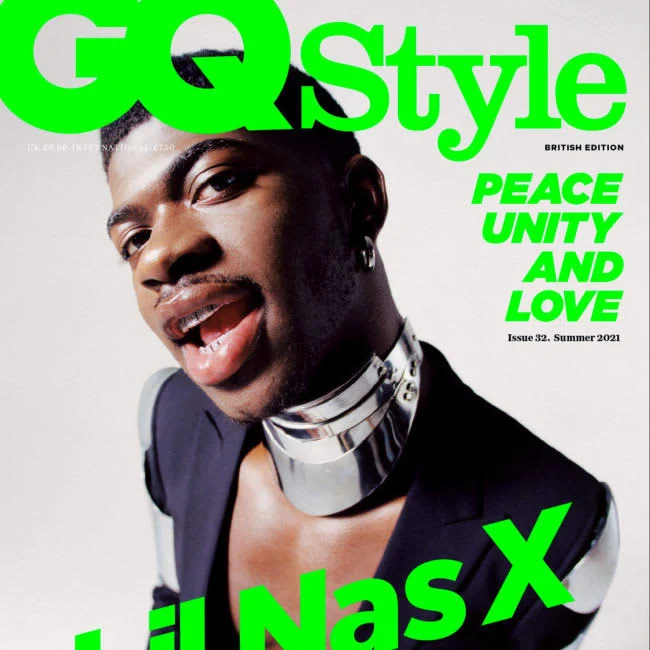 GQ Style
UK £6.50 INTERNATIONAL £7.50
BRITISH EDITION
PEACE
UNITY
AND
LOVE
Issue 32. Summer 2021
Lil Nas X